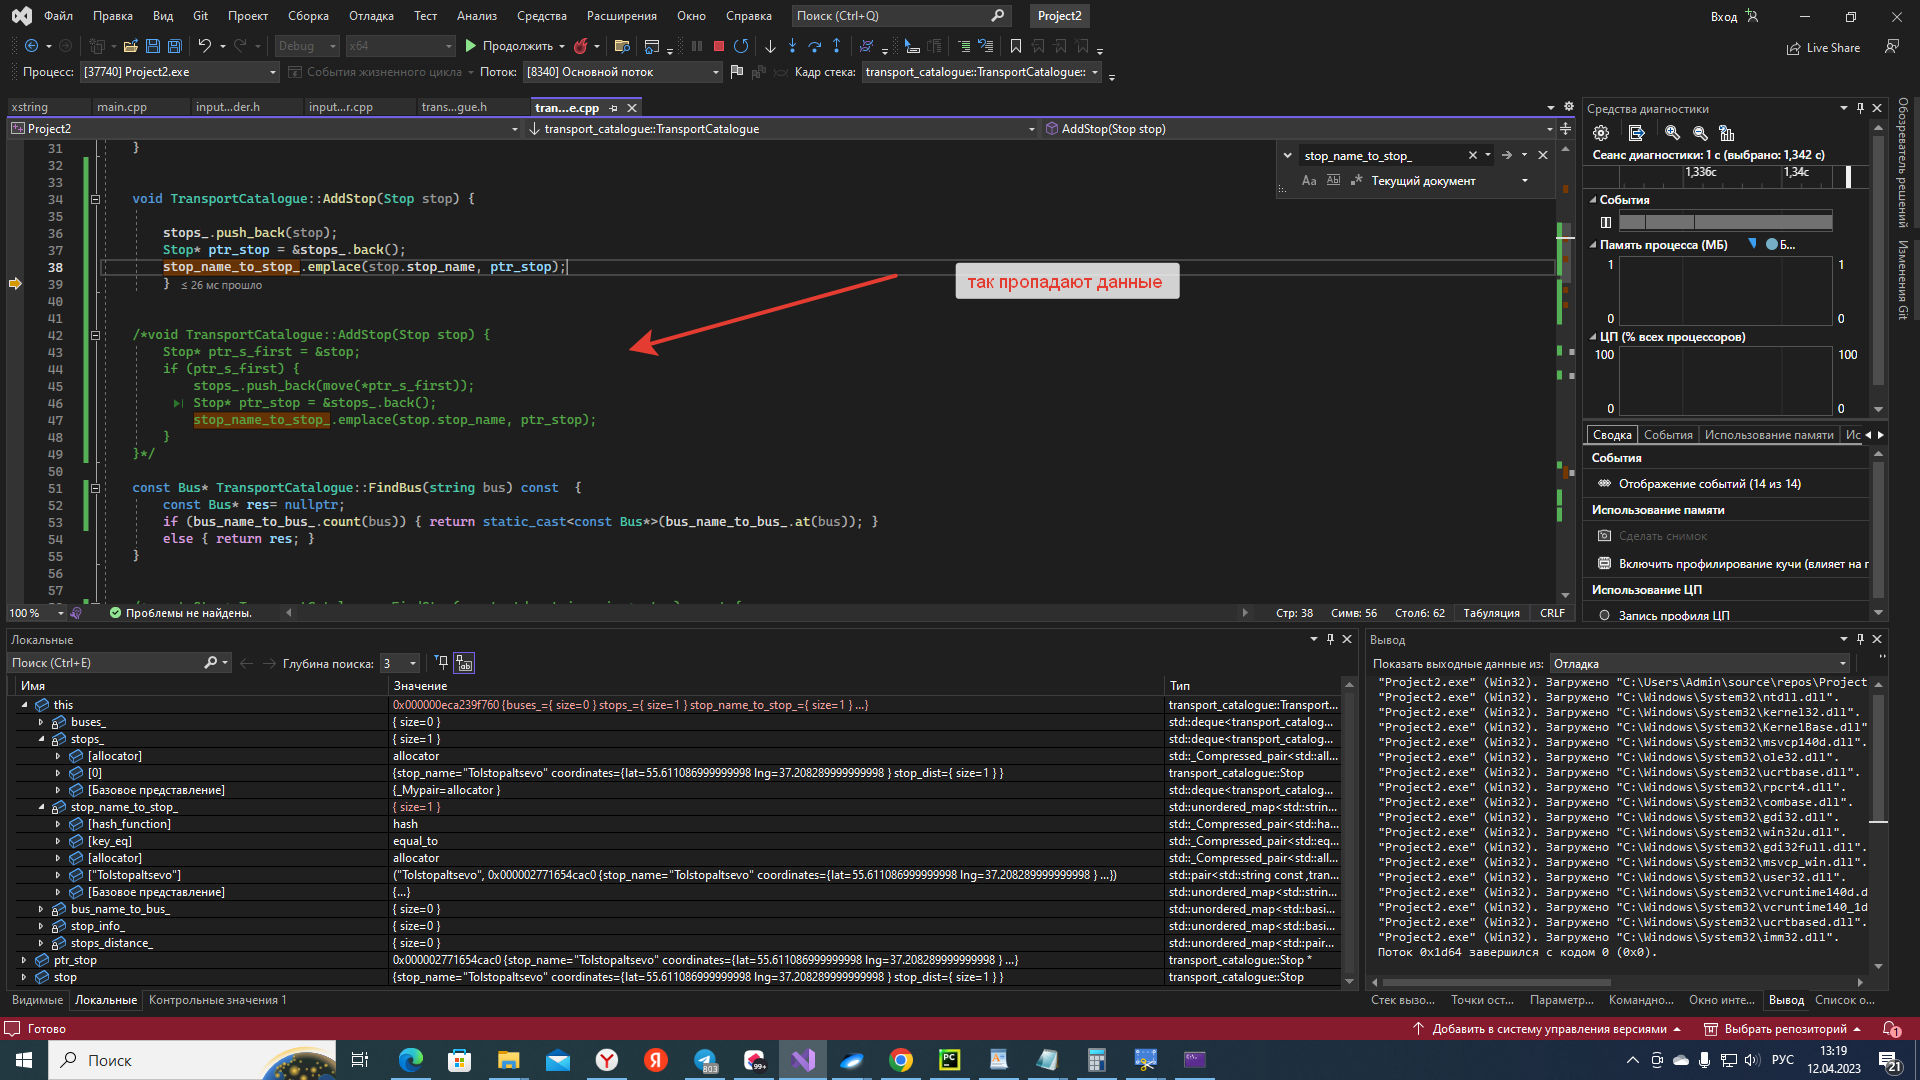 Файл Правка Вид Git Проект Сборка Отладка Тест Анализ Средства Расширения Окно Справка Поиск (Ctrl+Q) Project2 Вход
Debug x64 Продолжить Live Share
Процесс: [37740] Project2.exe События жизненного цикла Поток: [8340] Основной поток Кадр стека: transport_catalogue::TransportCatalogue::
xstring main.cpp input...der.h input...r.cpp trans...gue.h tran...e.cpp
Project2 transport_catalogue::TransportCatalogue AddStop(Stop stop)
stop_name_to_stop_
Aa Ab Текущий документ
31 }
32
33
34 void TransportCatalogue::AddStop(Stop stop) {
35
36 stops_.push_back(stop);
37 Stop* ptr_stop = &stops_.back();
38 stop_name_to_stop_.emplace(stop.stop_name, ptr_stop);
39 } ≤ 26 мс прошло
40
41
42 /*void TransportCatalogue::AddStop(Stop stop) {
43 Stop* ptr_s_first = &stop;
44 if (ptr_s_first) {
45 stops_.push_back(move(*ptr_s_first));
46 Stop* ptr_stop = &stops_.back();
47 stop_name_to_stop_.emplace(stop.stop_name, ptr_stop);
48 }
49 }*/
50
51 const Bus* TransportCatalogue::FindBus(string bus) const {
52 const Bus* res= nullptr;
53 if (bus_name_to_bus_.count(bus)) { return static_cast<const Bus*>(bus_name_to_bus_.at(bus)); }
54 else { return res; }
55 }
56
57
так пропадают данные
100 % Проблемы не найдены. Стр: 38 Симв: 56 Столб: 62 Табуляция CRLF
Средства диагностики
Сеанс диагностики: 1 с (выбрано: 1,342 с)
1,336с 1,34с
События
Память процесса (МБ) Б...
1 1
0 0
ЦП (% всех процессоров)
100 100
0 0
Сводка События Использование памяти Ис
События
Отображение событий (14 из 14)
Использование памяти
Сделать снимок
Включить профилирование кучи (влияет на г
Использование ЦП
Запись профиля ЦП
Обозреватель решений
Изменения Git
Локальные
Поиск (Ctrl+E) Глубина поиска: 3
Имя Значение Тип
this 0x000000eca239f760 {buses_={ size=0 } stops_={ size=1 } stop_name_to_stop_={ size=1 } ...} transport_catalogue::Transport...
buses_ { size=0 } std::deque<transport_catalog...
stops_ { size=1 } std::deque<transport_catalog...
[allocator] allocator std::_Compressed_pair<std::all...
[0] {stop_name="Tolstopaltsevo" coordinates={lat=55.611086999999998 lng=37.208289999999998 } stop_dist={ size=1 } } transport_catalogue::Stop
[Базовое представление] {_Mypair=allocator } std::deque<transport_catalog...
stop_name_to_stop_ { size=1 } std::unordered_map<std::strin...
[hash_function] hash std::_Compressed_pair<std::ha...
[key_eq] equal_to std::_Compressed_pair<std::eq...
[allocator] allocator std::_Compressed_pair<std::all...
["Tolstopaltsevo"] ("Tolstopaltsevo", 0x000002771654cac0 {stop_name="Tolstopaltsevo" coordinates={lat=55.611086999999998 lng=37.208289999999998 } ...}) std::pair<std::string const ,tran...
[Базовое представление] {...} std::unordered_map<std::strin...
bus_name_to_bus_ { size=0 } std::unordered_map<std::basi...
stop_info_ { size=0 } std::unordered_map<std::basi...
stops_distance_ { size=0 } std::unordered_map<std::pair...
ptr_stop 0x000002771654cac0 {stop_name="Tolstopaltsevo" coordinates={lat=55.611086999999998 lng=37.208289999999998 } ...} transport_catalogue::Stop *
stop {stop_name="Tolstopaltsevo" coordinates={lat=55.611086999999998 lng=37.208289999999998 } stop_dist={ size=1 } } transport_catalogue::Stop
Видимые Локальные Контрольные значения 1
Вывод
Показать выходные данные из: Отладка
"Project2.exe" (Win32). Загружено "C:\Users\Admin\source\repos\Project
"Project2.exe" (Win32). Загружено "C:\Windows\System32\ntdll.dll".
"Project2.exe" (Win32). Загружено "C:\Windows\System32\kernel32.dll".
"Project2.exe" (Win32). Загружено "C:\Windows\System32\KernelBase.dll"
"Project2.exe" (Win32). Загружено "C:\Windows\System32\msvcp140d.dll".
"Project2.exe" (Win32). Загружено "C:\Windows\System32\ole32.dll".
"Project2.exe" (Win32). Загружено "C:\Windows\System32\ucrtbase.dll".
"Project2.exe" (Win32). Загружено "C:\Windows\System32\rpcrt4.dll".
"Project2.exe" (Win32). Загружено "C:\Windows\System32\combase.dll".
"Project2.exe" (Win32). Загружено "C:\Windows\System32\gdi32.dll".
"Project2.exe" (Win32). Загружено "C:\Windows\System32\win32u.dll".
"Project2.exe" (Win32). Загружено "C:\Windows\System32\gdi32full.dll".
"Project2.exe" (Win32). Загружено "C:\Windows\System32\msvcp_win.dll".
"Project2.exe" (Win32). Загружено "C:\Windows\System32\user32.dll".
"Project2.exe" (Win32). Загружено "C:\Windows\System32\vcruntime140d.d
"Project2.exe" (Win32). Загружено "C:\Windows\System32\vcruntime140_1d
"Project2.exe" (Win32). Загружено "C:\Windows\System32\ucrtbased.dll".
"Project2.exe" (Win32). Загружено "C:\Windows\System32\imm32.dll".
Поток 0x1d64 завершился с кодом 0 (0x0).
Стек вызо... Точки ост... Параметр... Командно... Окно инте... Вывод Список о...
Готово Добавить в систему управления версиями Выбрать репозиторий 1
Поиск 803 99+ РУС 13:19
12.04.2023 21